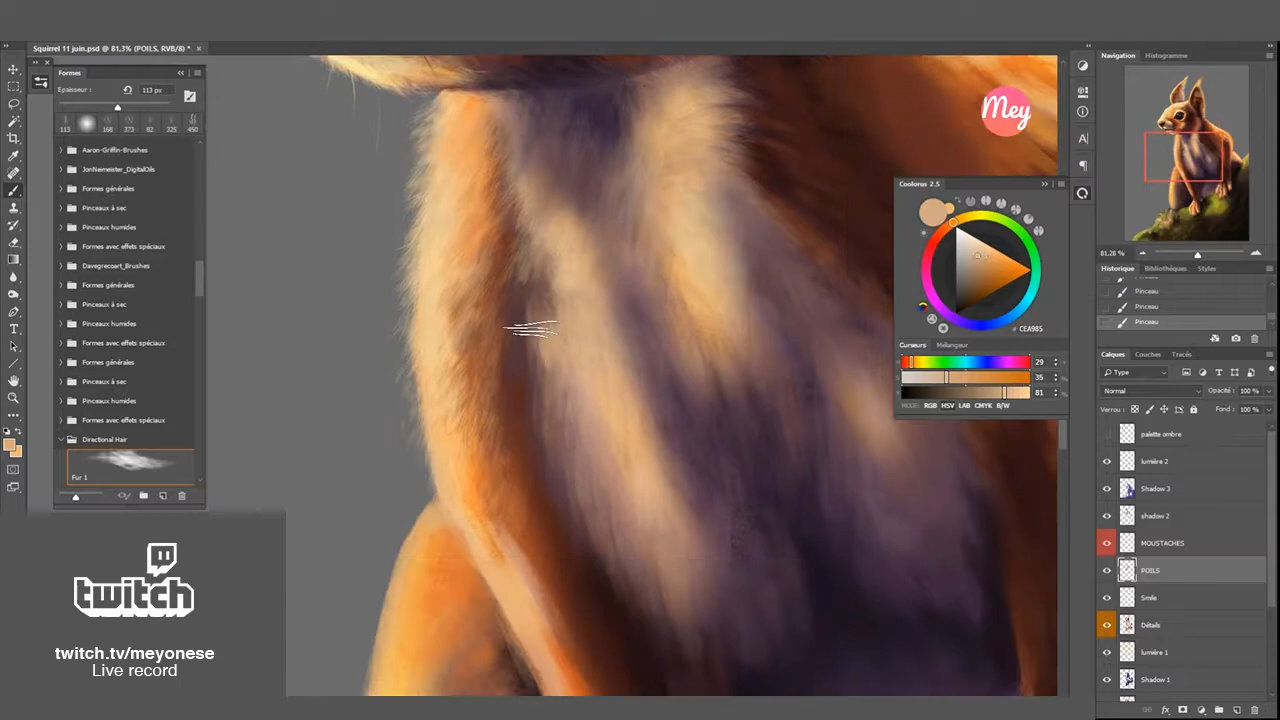 Squirrel 11 juin.psd @ 81,3% (POILS, RVB/8) *
Formes
Epaisseur :
113 px
113
168
373
82
325
450
Aaron-Griffin-Brushes
JonNeimeister_DigitalOils
Formes générales
Pinceaux à sec
Pinceaux humides
Formes avec effets spéciaux
Davegrecoart_Brushes
Formes générales
Pinceaux à sec
Pinceaux humides
Formes avec effets spéciaux
Formes générales
Pinceaux à sec
Pinceaux humides
Formes avec effets spéciaux
Directional Hair
Fur 1
twitch
twitch.tv/meyonese
Live record
Mey
Coolorus 2.5
# CEA985
Curseurs Mélangeur
29
35
81
MODE: RGB HSV LAB CMYK B/W
Navigation Histogramme
81.28 %
Historique Bibliothèques Styles
Pinceau
Pinceau
Pinceau
Calques Couches Tracés
Type
Normal Opacité : 100 %
Verrou : Fond : 100 %
palette ombre
lumière 2
Shadow 3
shadow 2
MOUSTACHES
POILS
Smile
Détails
lumière 1
Shadow 1